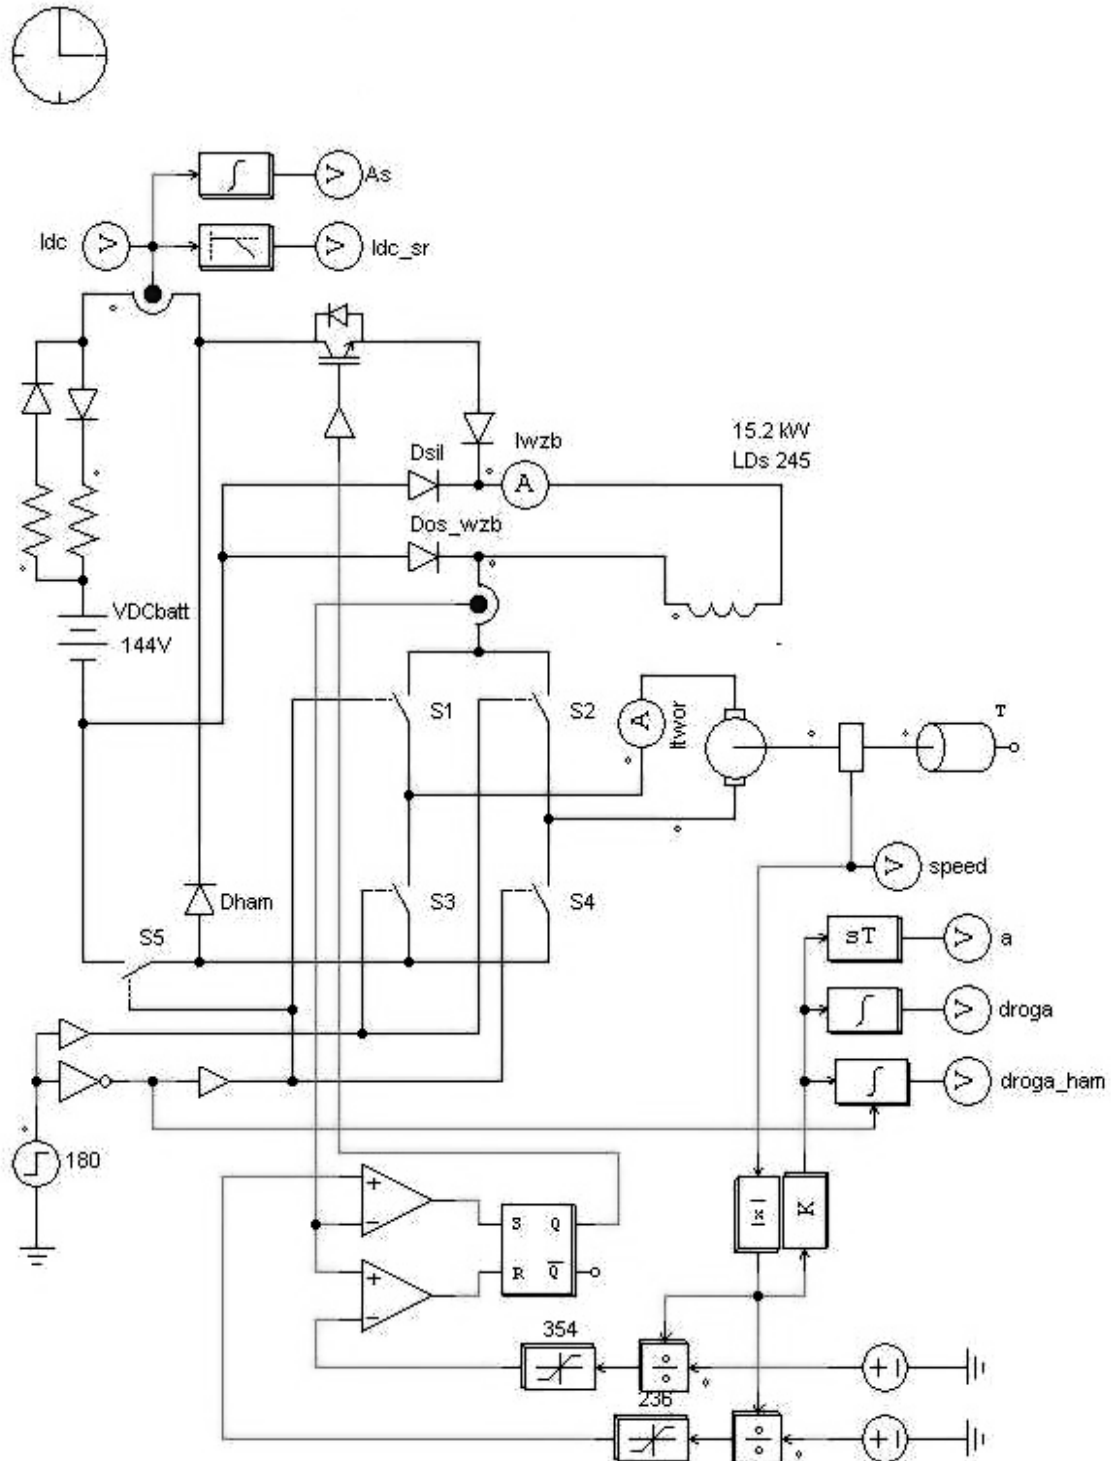 As
Idc
Idc_sr
15.2 kW
LDs 245
Iwzb
Dsil
A
Dos_wzb
VDCbatt
144V
S1
S2
A
Itwor
T
speed
S3
S4
Dham
S5
sT
a
droga
droga_ham
180
+
−
S Q
R Q̅
+
−
|x|
K
354
236